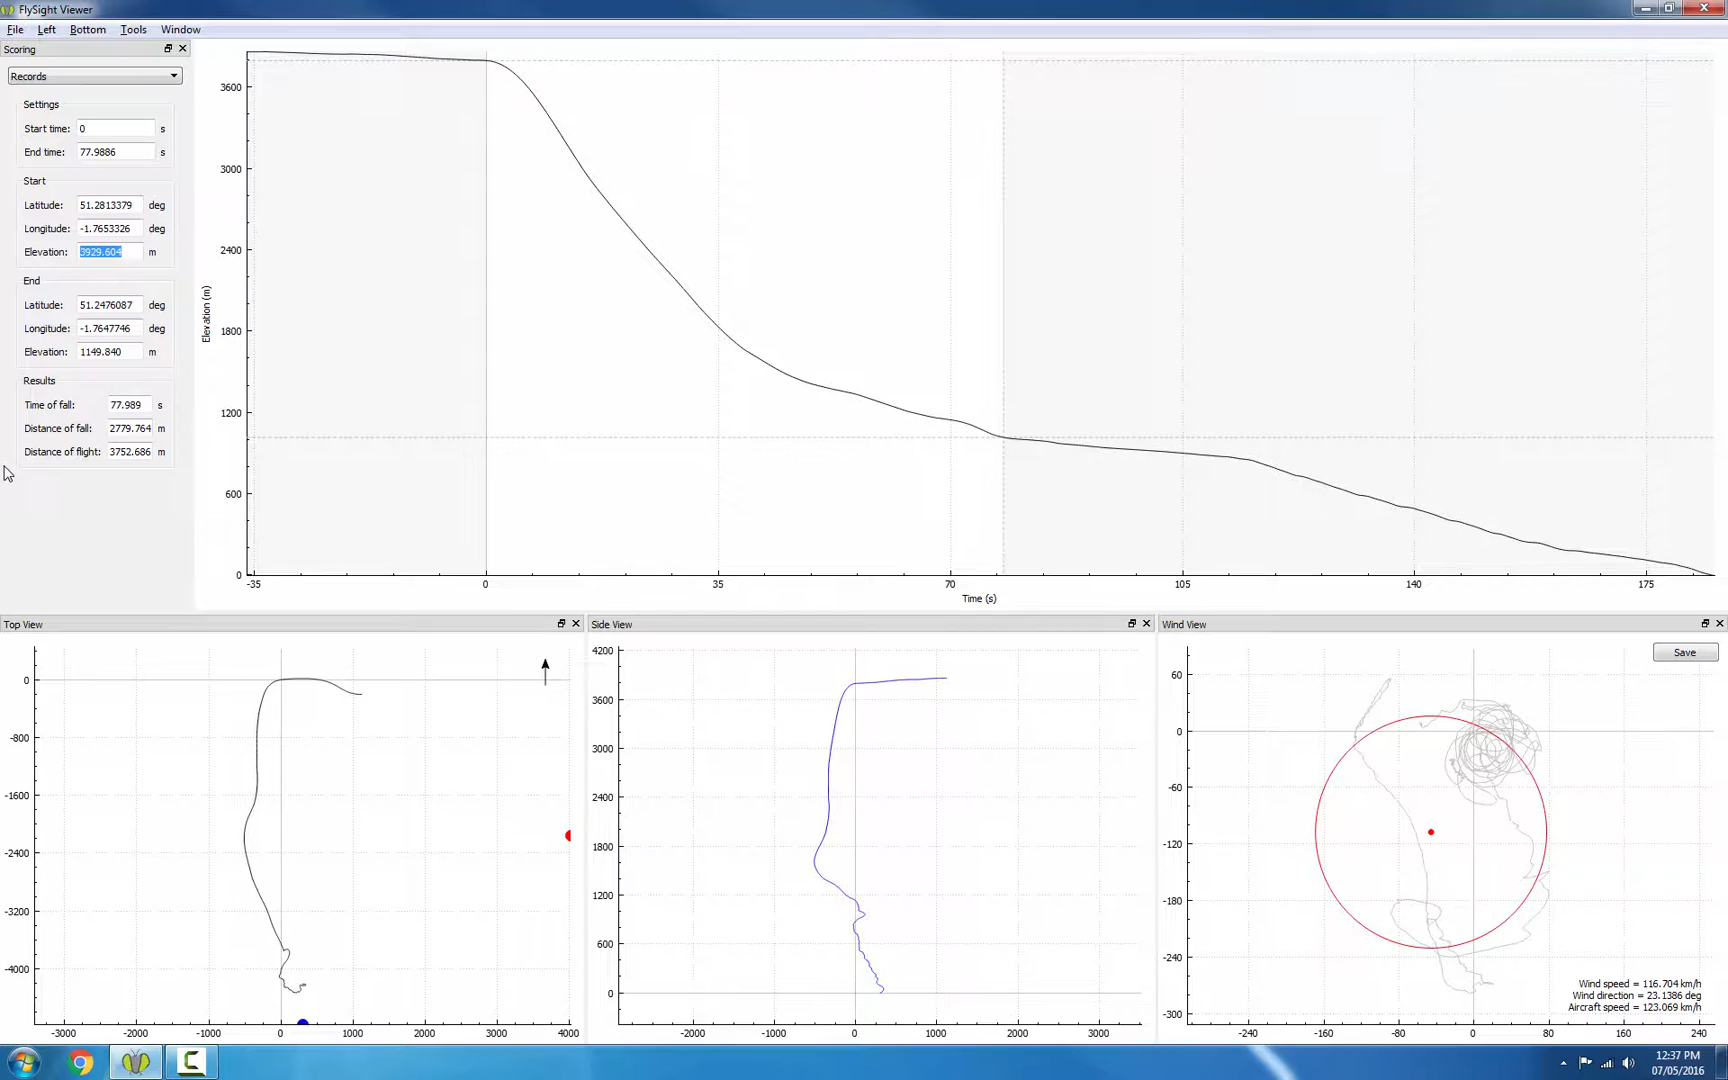 FlySight Viewer
File Left Bottom Tools Window
Scoring
Records
Settings
Start time: 0 s
End time: 77.9886 s
Start
Latitude: 51.2813379 deg
Longitude: -1.7653326 deg
Elevation: 3929.604 m
End
Latitude: 51.2476087 deg
Longitude: -1.7647746 deg
Elevation: 1149.840 m
Results
Time of fall: 77.989 s
Distance of fall: 2779.764 m
Distance of flight: 3752.686 m
Elevation (m)
3600
3000
2400
1800
1200
600
0
-35 0 35 70 105 140 175
Time (s)
Top View
0
-800
-1600
-2400
-3200
-4000
-3000 -2000 -1000 0 1000 2000 3000 400
Side View
4200
3600
3000
2400
1800
1200
600
0
-3000 -2000 -1000 0 1000 2000 3000
Wind View
Save
60
0
-60
-120
-180
-240
-300
Wind speed = 116.704 km/h
Wind direction = 23.1386 deg
Aircraft speed = 123.069 km/h
-240 -160 -80 0 80 160 240
12:37 PM
07/05/2016